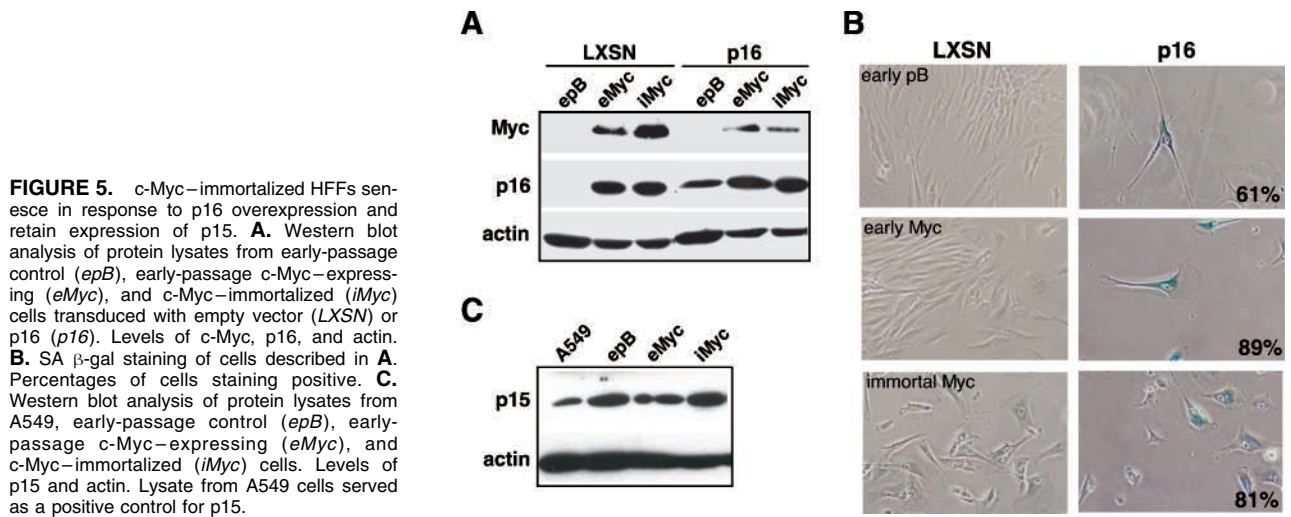 FIGURE 5. c-Myc–immortalized HFFs sen-
esce in response to p16 overexpression and
retain expression of p15. A. Western blot
analysis of protein lysates from early-passage
control (epB), early-passage c-Myc–express-
ing (eMyc), and c-Myc–immortalized (iMyc)
cells transduced with empty vector (LXSN) or
p16 (p16). Levels of c-Myc, p16, and actin.
B. SA β-gal staining of cells described in A.
Percentages of cells staining positive. C.
Western blot analysis of protein lysates from
A549, early-passage control (epB), early-
passage c-Myc–expressing (eMyc), and
c-Myc–immortalized (iMyc) cells. Levels of
p15 and actin. Lysate from A549 cells served
as a positive control for p15.
A
LXSN p16
epB eMyc iMyc epB eMyc iMyc
Myc
p16
actin
C
A549 epB eMyc iMyc
p15
actin
B
LXSN p16
early pB
61%
early Myc
89%
immortal Myc
81%